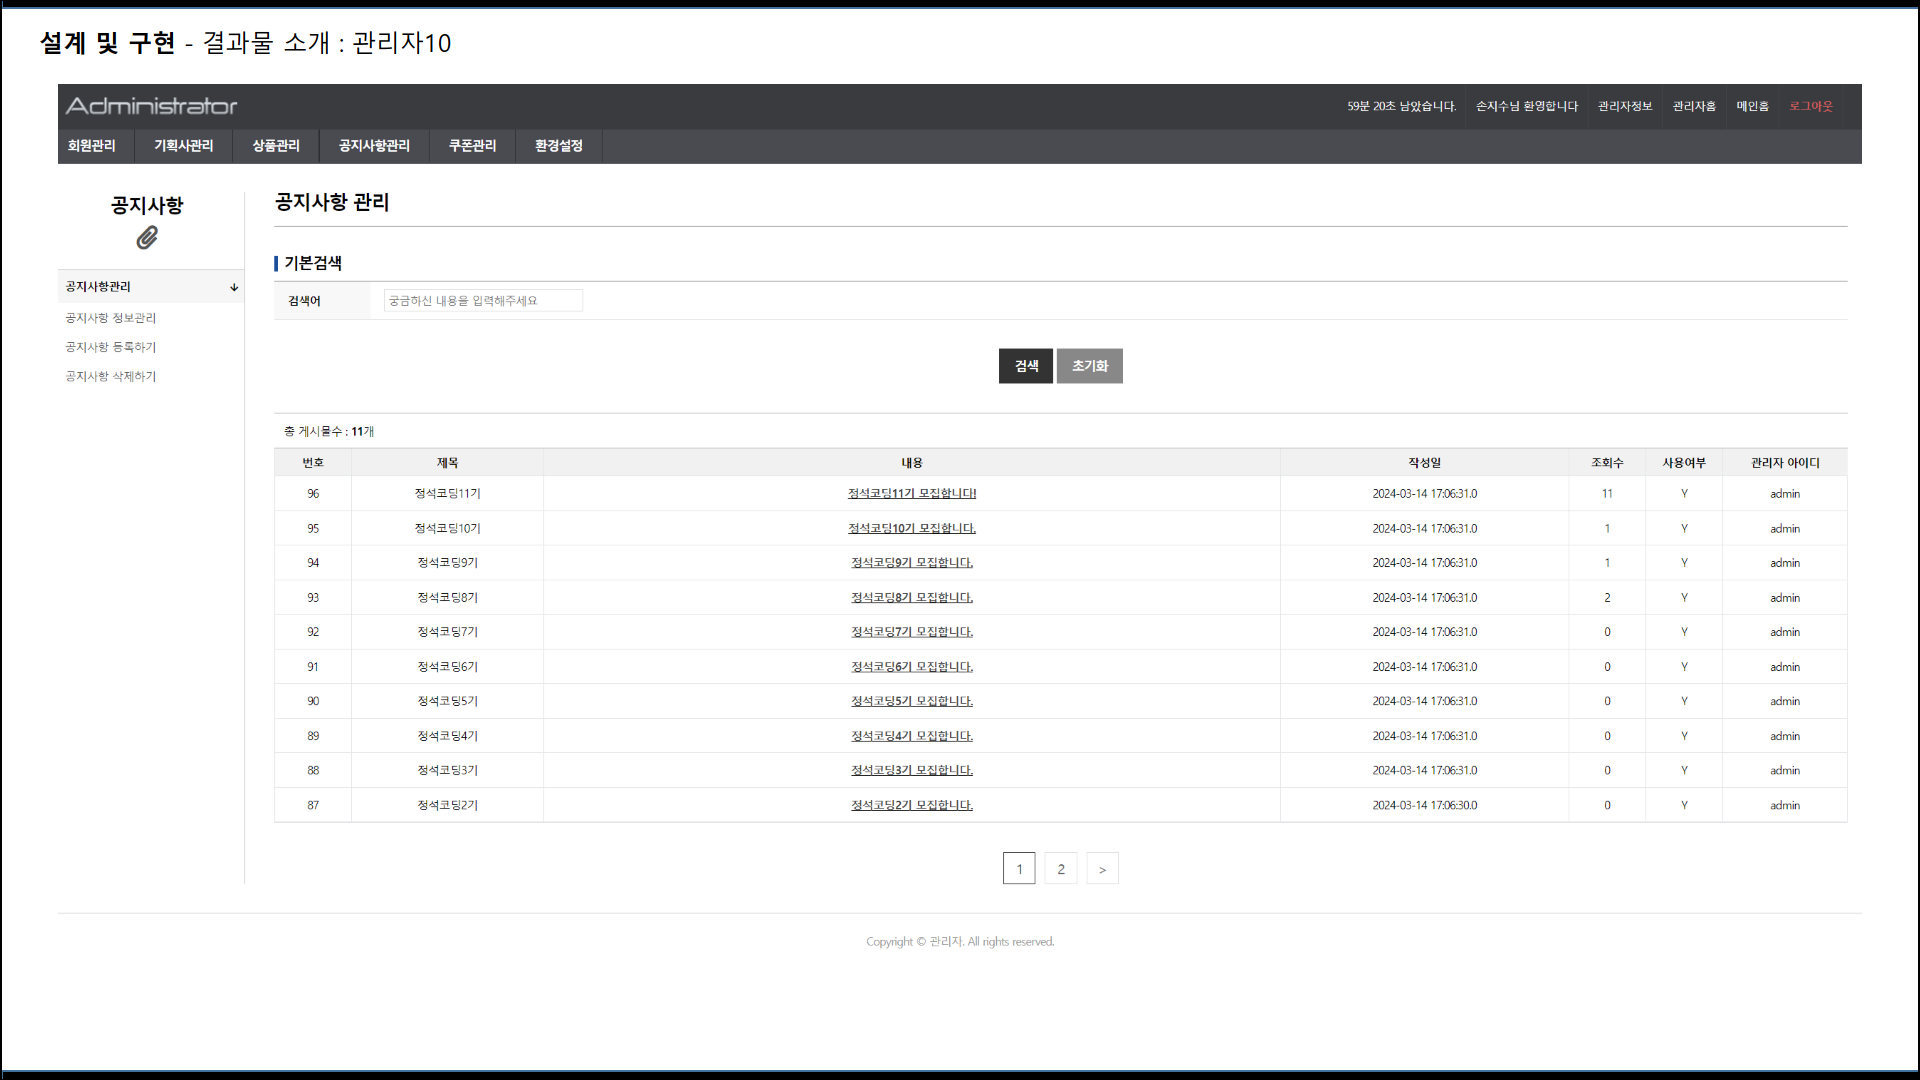 설계 및 구현 - 결과물 소개 : 관리자10
Administrator
59분 20초 남았습니다. 손지수님 환영합니다 관리자정보 관리자홈 메인홈 로그아웃
회원관리 기획사관리 상품관리 공지사항관리 쿠폰관리 환경설정
공지사항
공지사항관리
공지사항 정보관리
공지사항 등록하기
공지사항 삭제하기
공지사항 관리
기본검색
검색어 궁금하신 내용을 입력해주세요
검색 초기화
총 게시물수 : 11개
번호 제목 내용 작성일 조회수 사용여부 관리자 아이디
96 정석코딩11기 정석코딩11기 모집합니다! 2024-03-14 17:06:31.0 11 Y admin
95 정석코딩10기 정석코딩10기 모집합니다. 2024-03-14 17:06:31.0 1 Y admin
94 정석코딩9기 정석코딩9기 모집합니다. 2024-03-14 17:06:31.0 1 Y admin
93 정석코딩8기 정석코딩8기 모집합니다. 2024-03-14 17:06:31.0 2 Y admin
92 정석코딩7기 정석코딩7기 모집합니다. 2024-03-14 17:06:31.0 0 Y admin
91 정석코딩6기 정석코딩6기 모집합니다. 2024-03-14 17:06:31.0 0 Y admin
90 정석코딩5기 정석코딩5기 모집합니다. 2024-03-14 17:06:31.0 0 Y admin
89 정석코딩4기 정석코딩4기 모집합니다. 2024-03-14 17:06:31.0 0 Y admin
88 정석코딩3기 정석코딩3기 모집합니다. 2024-03-14 17:06:31.0 0 Y admin
87 정석코딩2기 정석코딩2기 모집합니다. 2024-03-14 17:06:30.0 0 Y admin
1 2 >
Copyright © 관리자. All rights reserved.